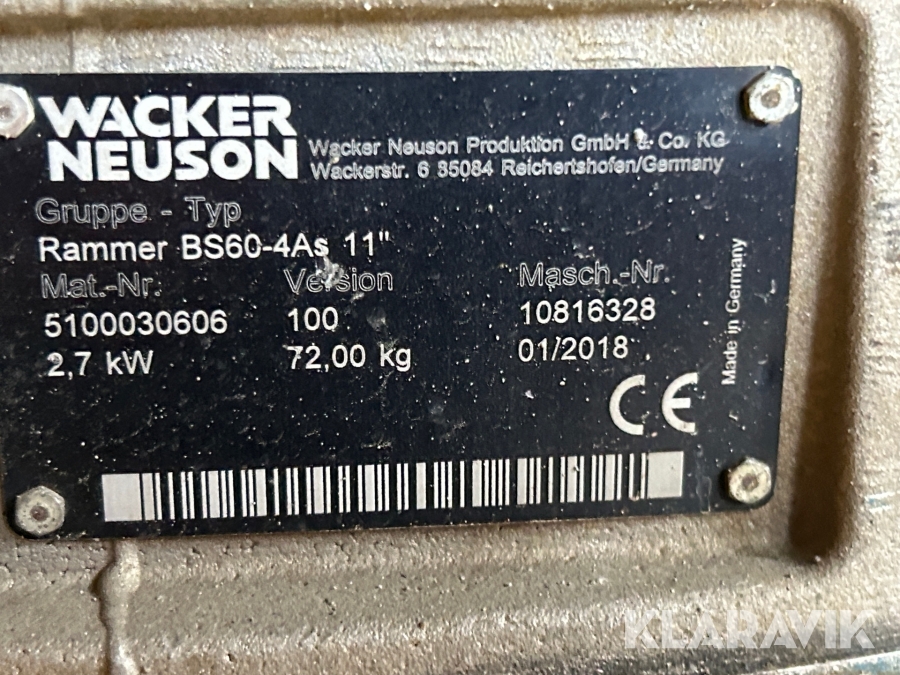 WACKER
NEUSON
Wacker Neuson Produktion GmbH & Co. KG
Wackerstr. 6 85084 Reichertshofen/Germany
Gruppe - Typ
Rammer BS60-4As 11"
Mat.-Nr. Version Masch.-Nr.
5100030606 100 10816328
2,7 kW 72,00 kg 01/2018
CE
Made in Germany
KLARAVIK